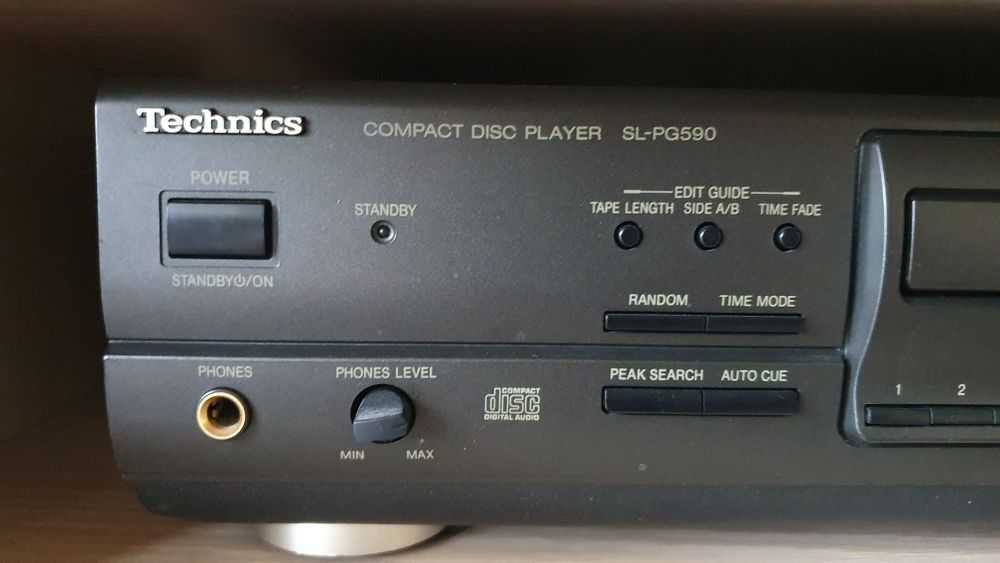 Technics
COMPACT DISC PLAYER SL-PG590
POWER
STANDBY⏻/ON
STANDBY
EDIT GUIDE
TAPE LENGTH SIDE A/B TIME FADE
RANDOM TIME MODE
PEAK SEARCH AUTO CUE
PHONES
PHONES LEVEL
MIN MAX
COMPACT
disc
DIGITAL AUDIO
1 2